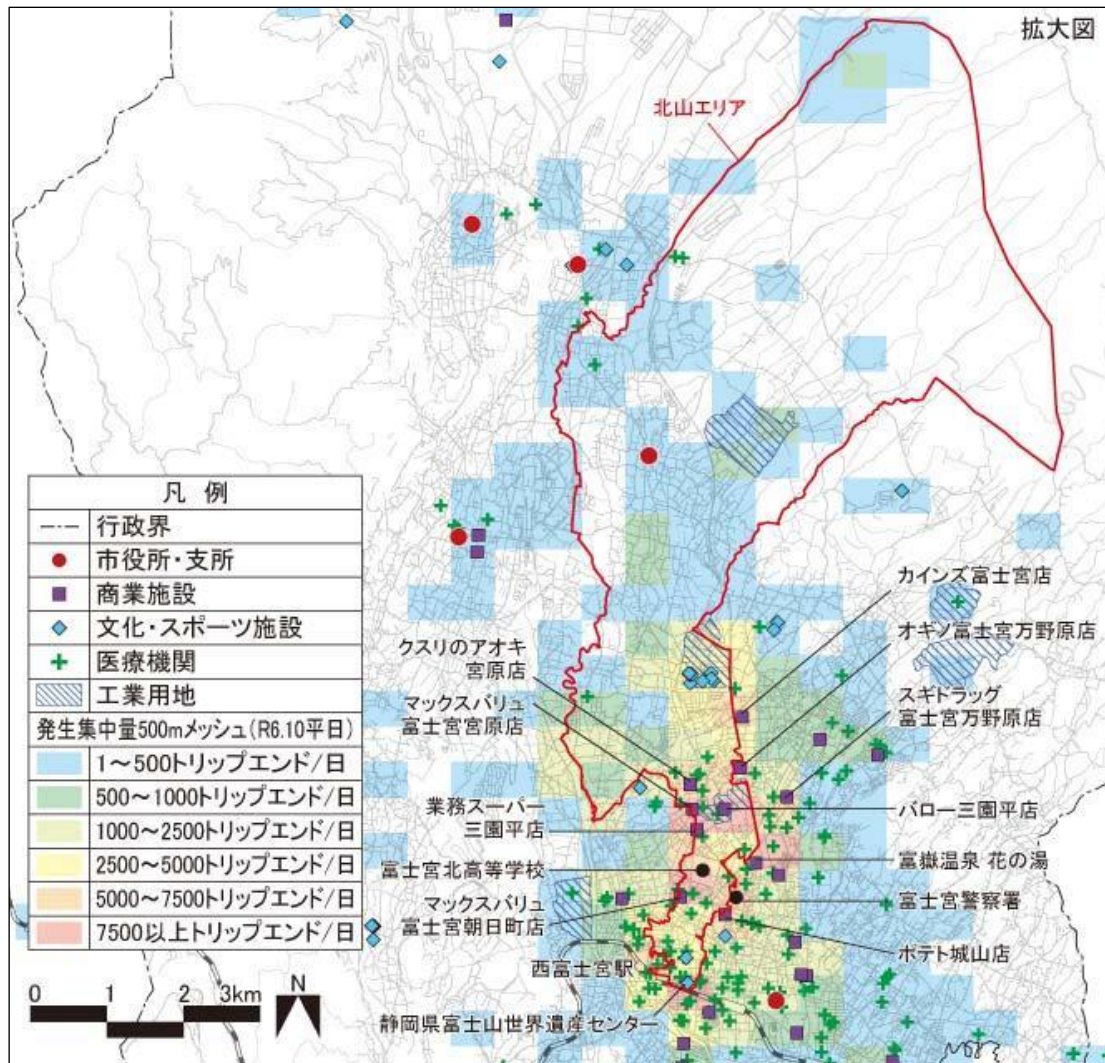 拡大図
北山エリア
凡 例
行政界
市役所・支所
商業施設
文化・スポーツ施設
医療機関
工業用地
発生集中量500mメッシュ(R6.10平日)
1～500トリップエンド/日
500～1000トリップエンド/日
1000～2500トリップエンド/日
2500～5000トリップエンド/日
5000～7500トリップエンド/日
7500以上トリップエンド/日
クスリのアオキ
宮原店
マックスバリュ
富士宮宮原店
業務スーパー
三園平店
富士宮北高等学校
マックスバリュ
富士宮朝日町店
西富士宮駅
静岡県富士山世界遺産センター
カインズ富士宮店
オギノ富士宮万野原店
スギドラッグ
富士宮万野原店
バロー三園平店
富嶽温泉 花の湯
富士宮警察署
ポテト城山店
0 1 2 3km
N